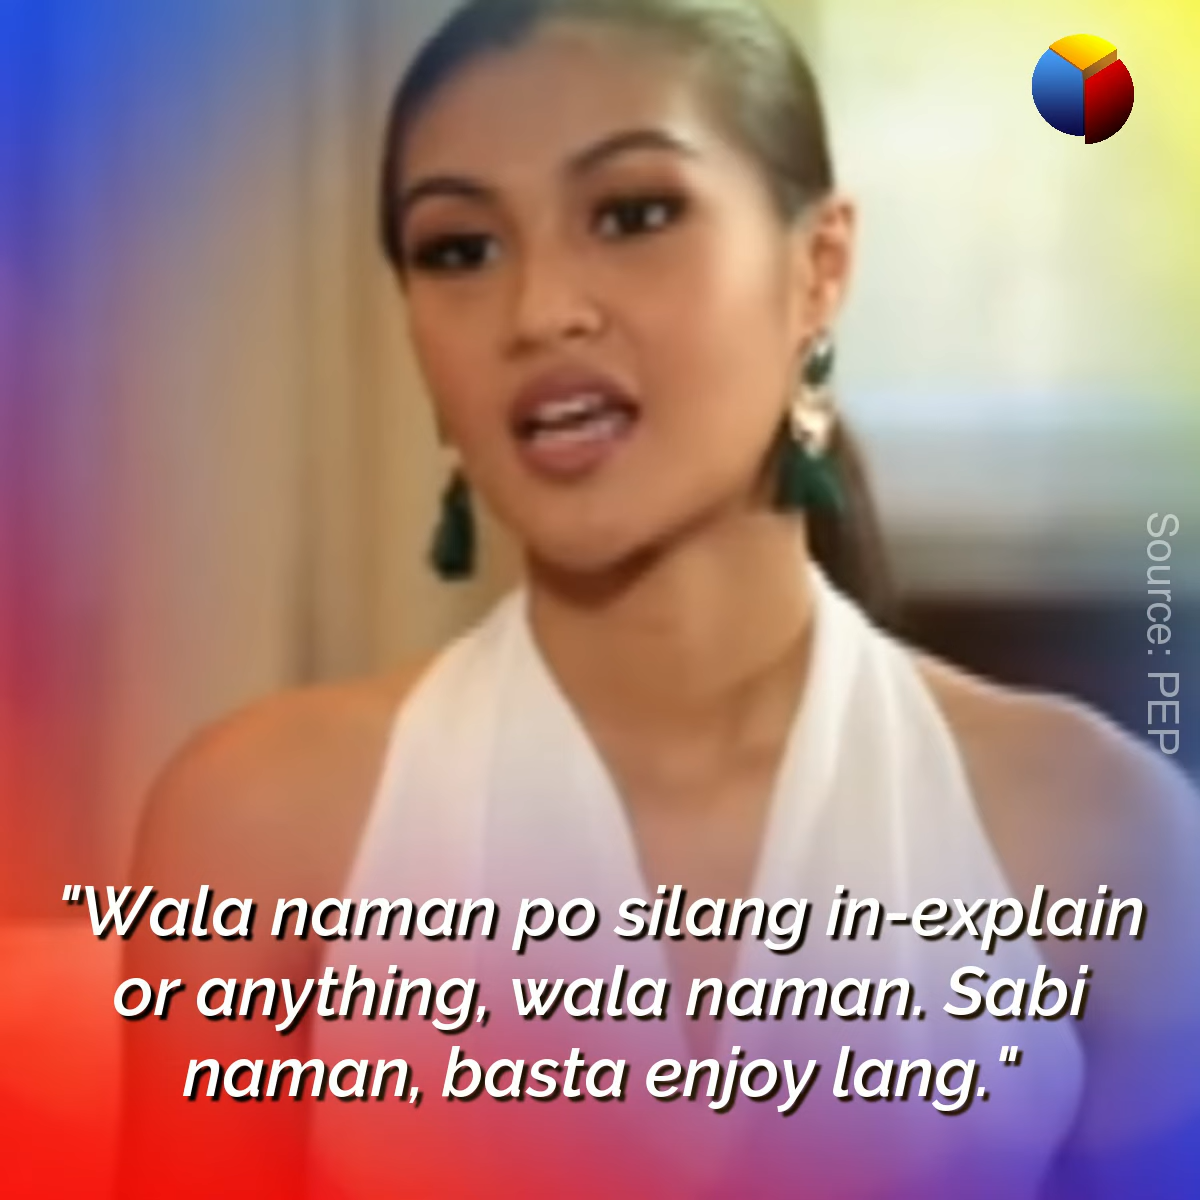 Source: PEP
"Wala naman po silang in-explain
or anything, wala naman. Sabi
naman, basta enjoy lang."